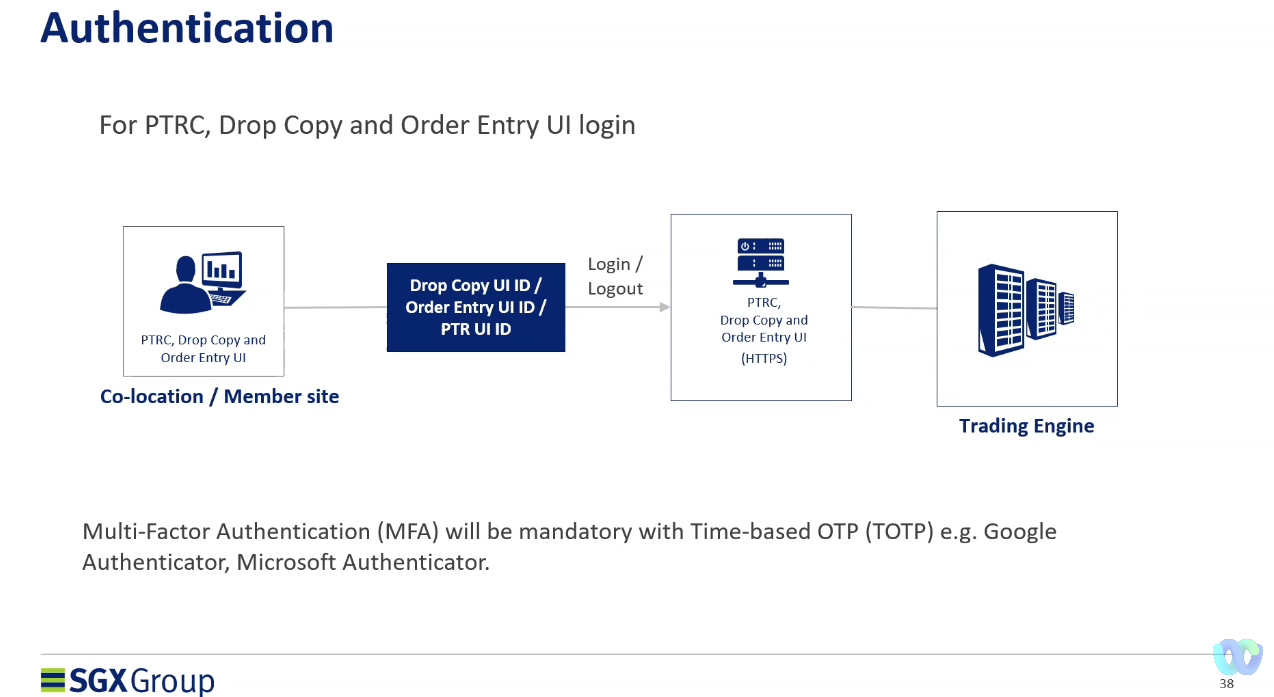 Authentication
For PTRC, Drop Copy and Order Entry UI login
PTRC, Drop Copy and
Order Entry UI
Co-location / Member site
Drop Copy UI ID /
Order Entry UI ID /
PTR UI ID
Login /
Logout
PTRC,
Drop Copy and
Order Entry UI
(HTTPS)
Trading Engine
Multi-Factor Authentication (MFA) will be mandatory with Time-based OTP (TOTP) e.g. Google
Authenticator, Microsoft Authenticator.
SGX Group
38